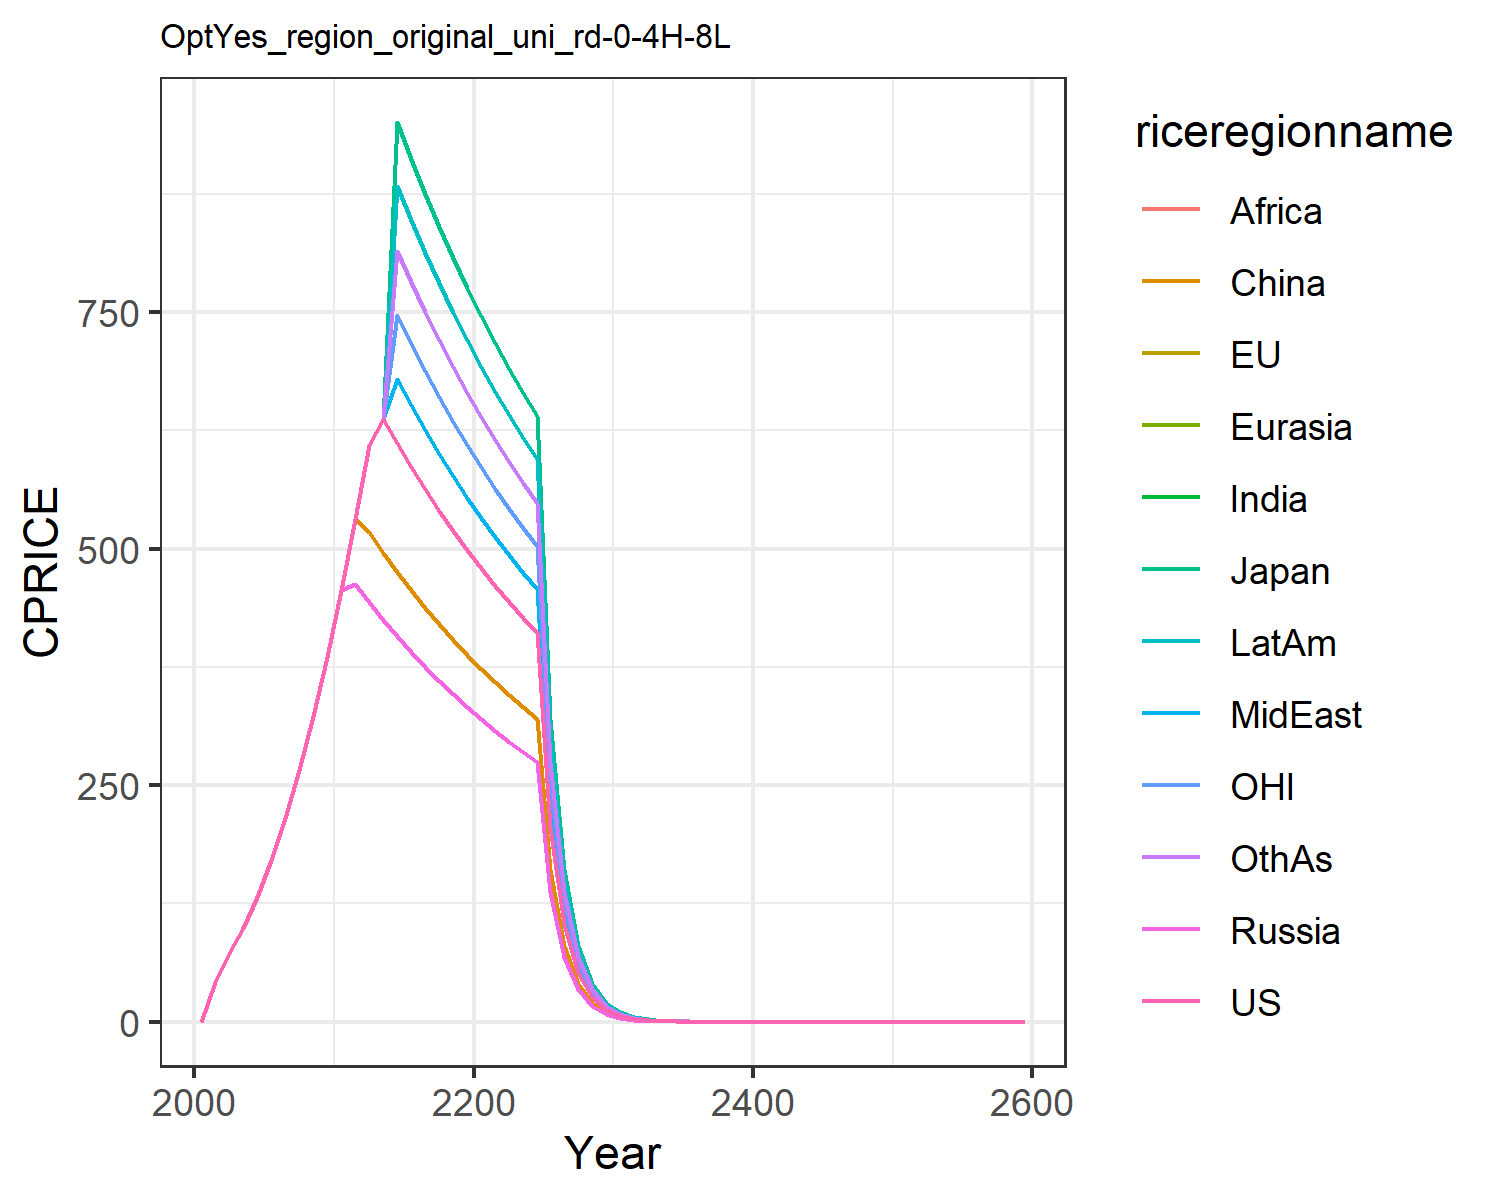 OptYes_region_original_uni_rd-0-4H-8L
CPRICE
750
500
250
0
2000
2200
2400
2600
Year
riceregionname
Africa
China
EU
Eurasia
India
Japan
LatAm
MidEast
OHI
OthAs
Russia
US